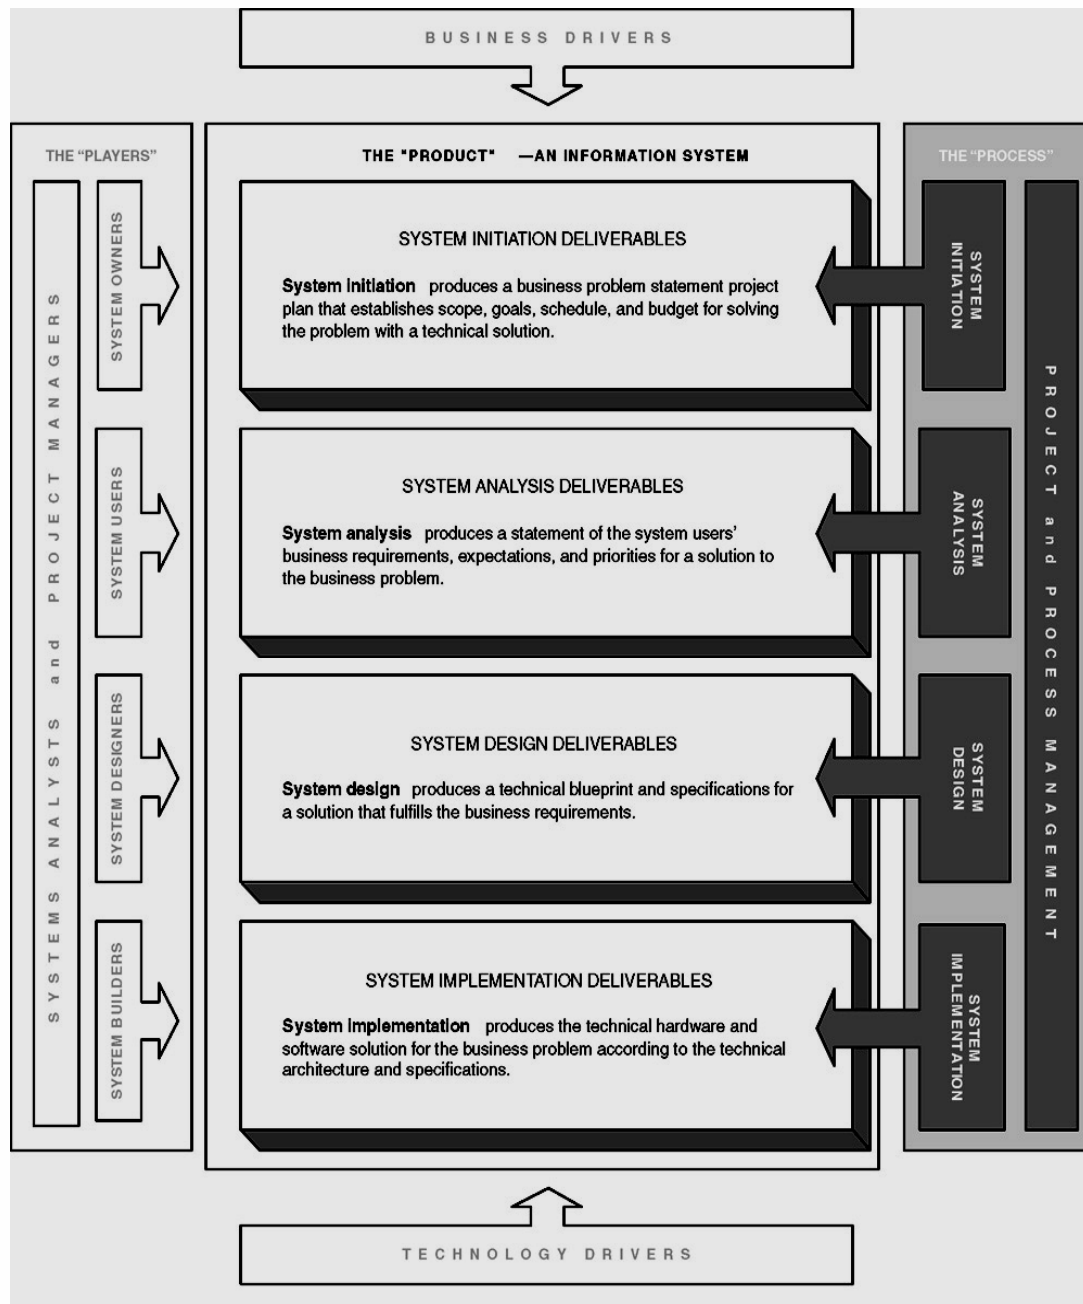 BUSINESS DRIVERS
THE “PLAYERS”
SYSTEMS ANALYSTS and PROJECT MANAGERS
SYSTEM OWNERS
SYSTEM USERS
SYSTEM DESIGNERS
SYSTEM BUILDERS
THE "PRODUCT" —AN INFORMATION SYSTEM
SYSTEM INITIATION DELIVERABLES
System initiation produces a business problem statement project
plan that establishes scope, goals, schedule, and budget for solving
the problem with a technical solution.
SYSTEM ANALYSIS DELIVERABLES
System analysis produces a statement of the system users’
business requirements, expectations, and priorities for a solution to
the business problem.
SYSTEM DESIGN DELIVERABLES
System design produces a technical blueprint and specifications for
a solution that fulfills the business requirements.
SYSTEM IMPLEMENTATION DELIVERABLES
System implementation produces the technical hardware and
software solution for the business problem according to the technical
architecture and specifications.
THE “PROCESS”
SYSTEM
INITIATION
SYSTEM
ANALYSIS
SYSTEM
DESIGN
SYSTEM
IMPLEMENTATION
PROJECT and PROCESS MANAGEMENT
TECHNOLOGY DRIVERS